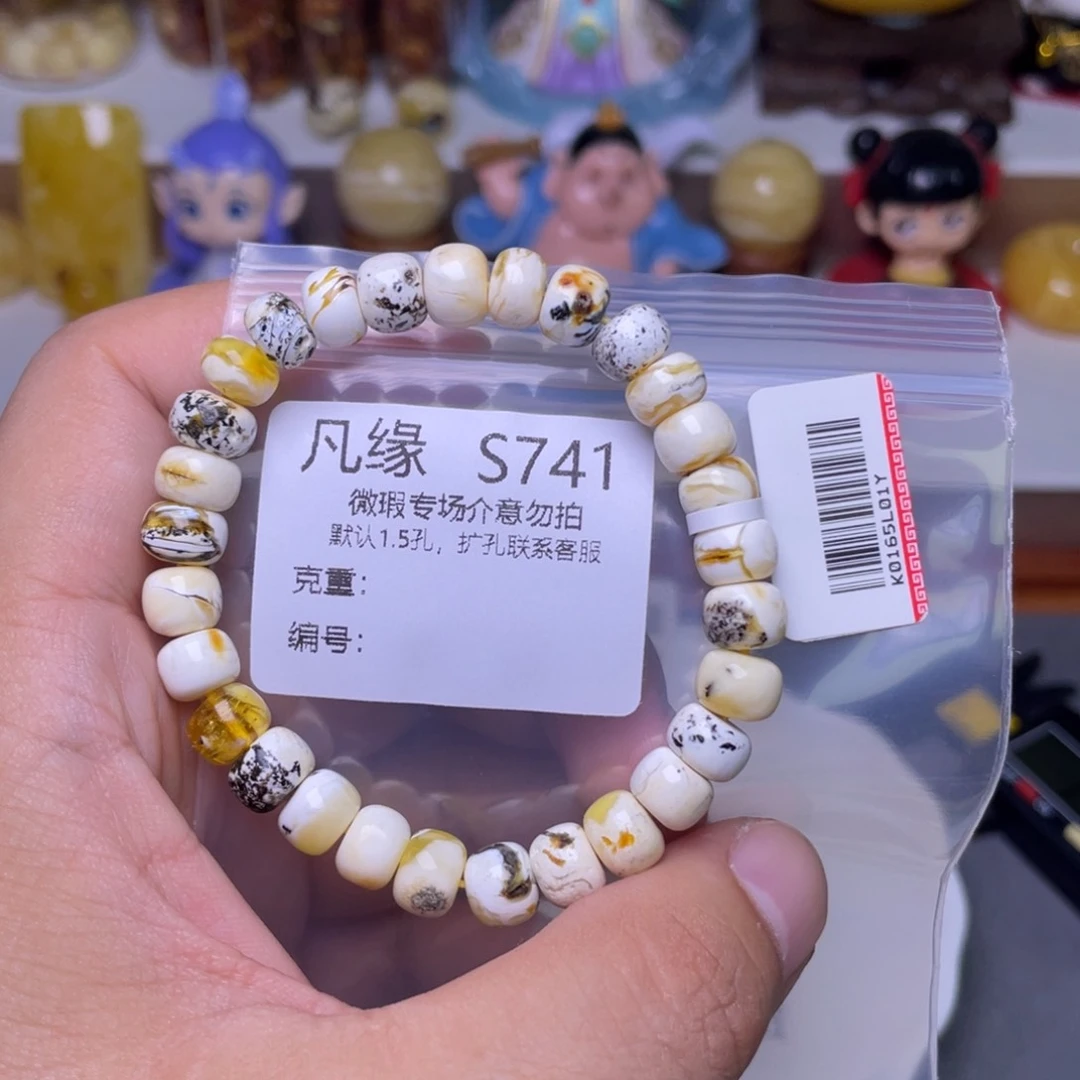 凡缘 S741
微瑕专场介意勿拍
默认1.5孔，扩孔联系客服
克重：
编号：
K0165L01Y